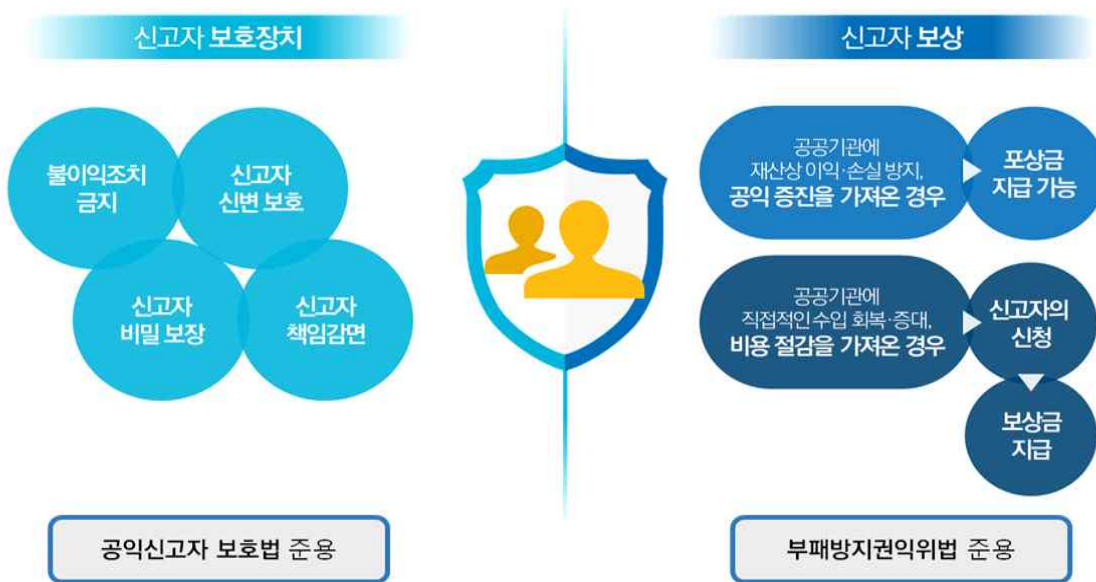 신고자 보호장치
불이익조치
금지
신고자
신변 보호
신고자
비밀 보장
신고자
책임감면
공익신고자 보호법 준용
신고자 보상
공공기관에
재산상 이익·손실 방지,
공익 증진을 가져온 경우
포상금
지급 가능
공공기관에
직접적인 수입 회복·증대,
비용 절감을 가져온 경우
신고자의
신청
보상금
지급
부패방지권익위법 준용